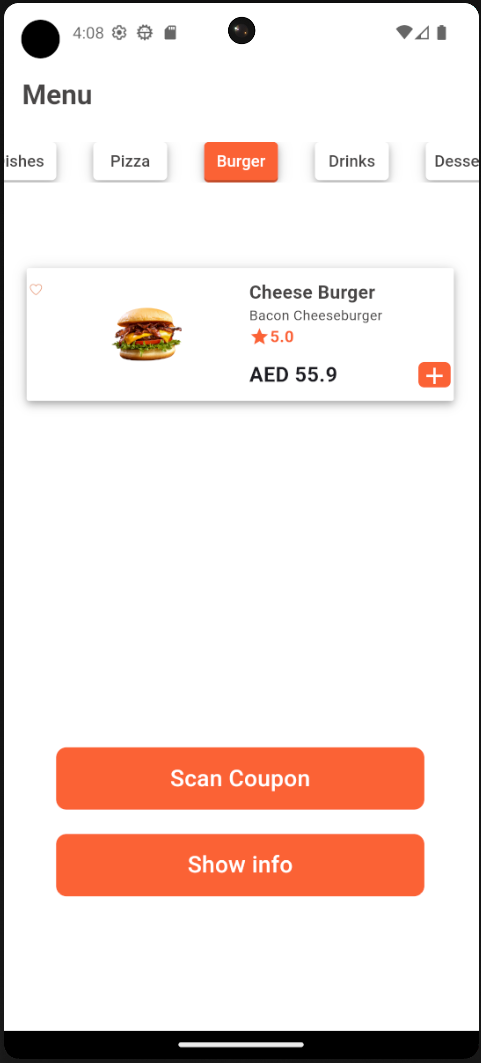 4:08
Menu
ishes
Pizza
Burger
Drinks
Desse
Cheese Burger
Bacon Cheeseburger
5.0
AED 55.9
Scan Coupon
Show info